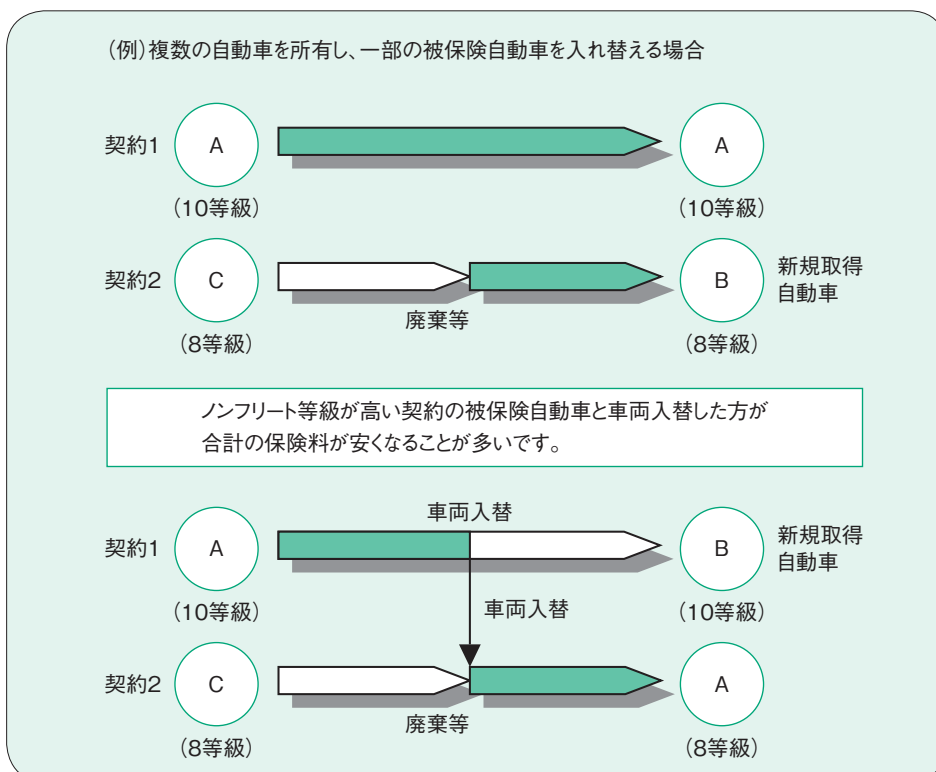 (例)複数の自動車を所有し、一部の被保険自動車を入れ替える場合
契約1
A
A
(10等級)
(10等級)
契約2
C
B
新規取得
自動車
廃棄等
(8等級)
(8等級)
ノンフリート等級が高い契約の被保険自動車と車両入替した方が
合計の保険料が安くなることが多いです。
車両入替
契約1
A
B
新規取得
自動車
(10等級)
車両入替
(10等級)
契約2
C
A
廃棄等
(8等級)
(8等級)